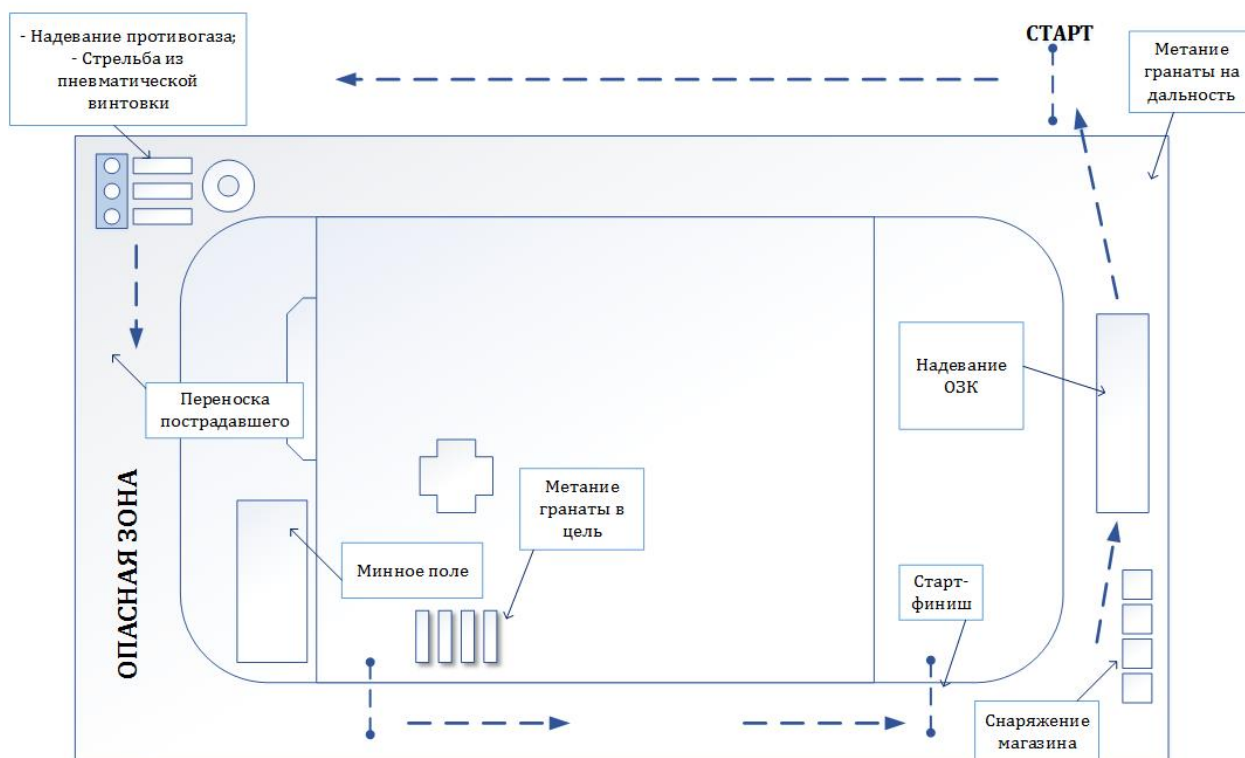 - Надевание противогаза;
- Стрельба из
пневматической
винтовки
СТАРТ
Метание
гранаты на
дальность
Переноска
пострадавшего
Надевание
ОЗК
ОПАСНАЯ ЗОНА
Метание
гранаты в
цель
Минное поле
Старт-
финиш
Снаряжение
магазина